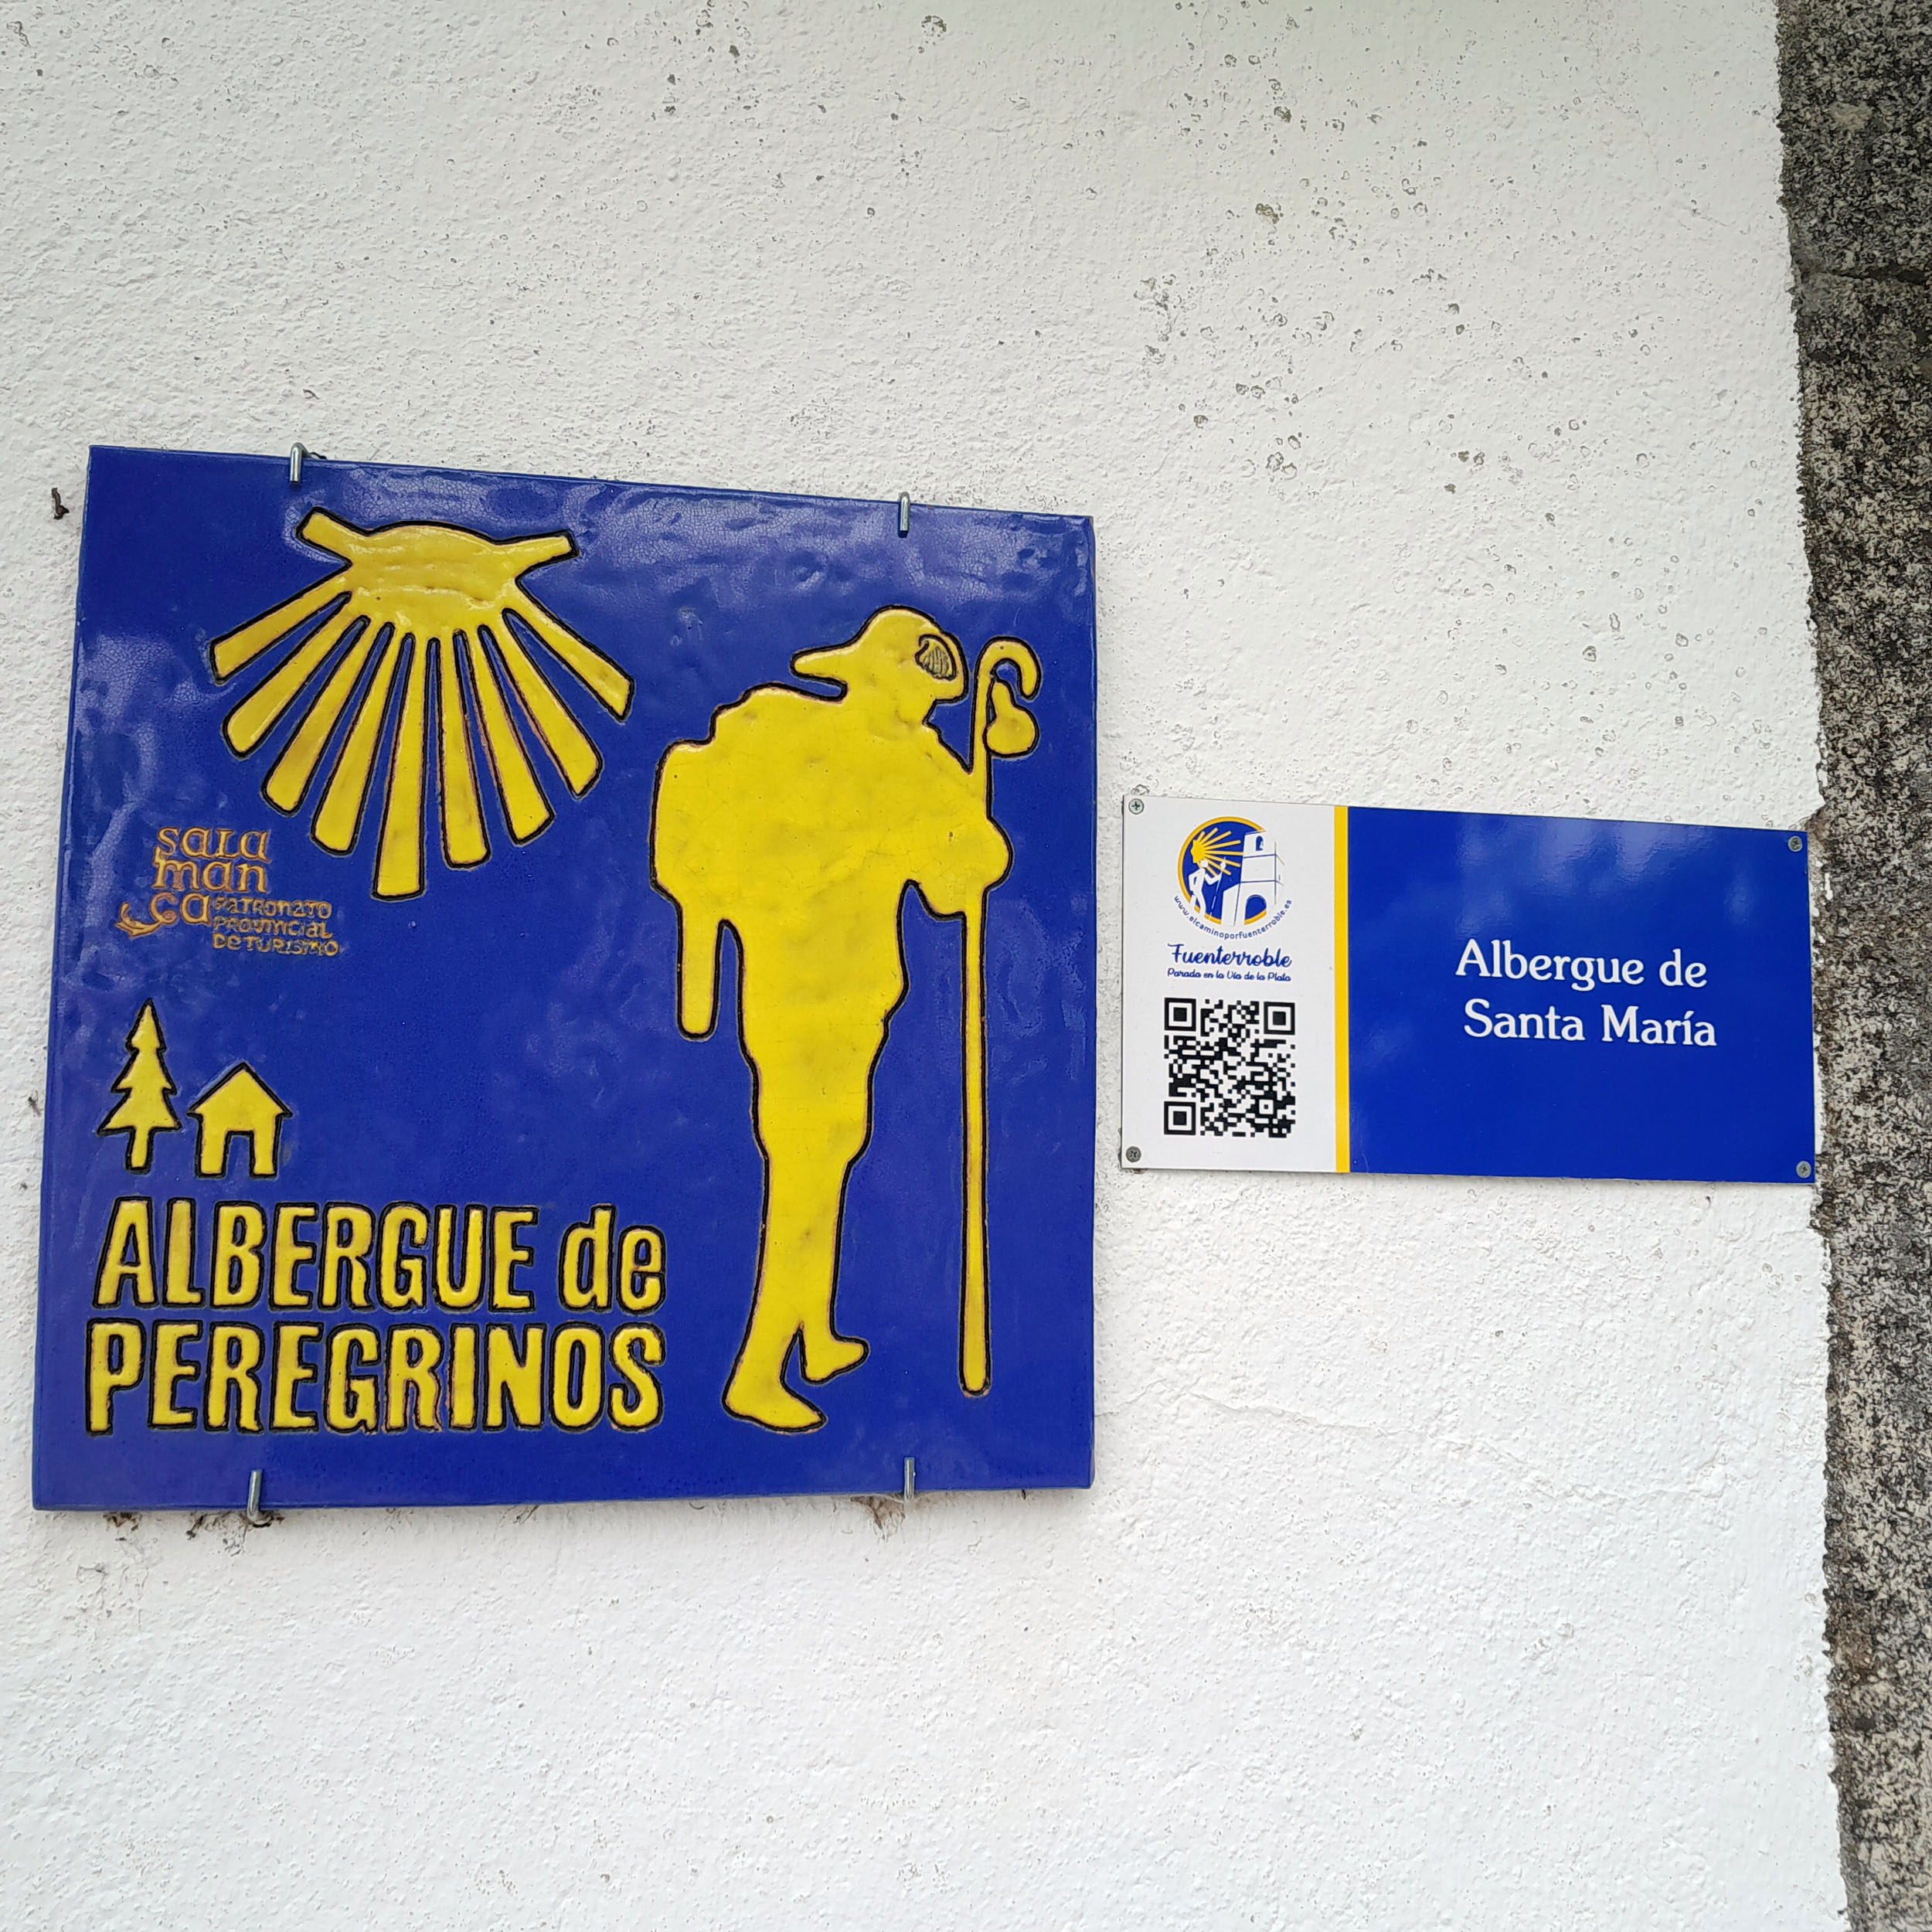 sala
man
ca
PATRONATO
PROVINCIAL
DE TURISMO
ALBERGUE de
PEREGRINOS
www.elcaminoporfuenterroble.es
Fuenterroble
Parada en la Vía de la Plata
Albergue de
Santa María